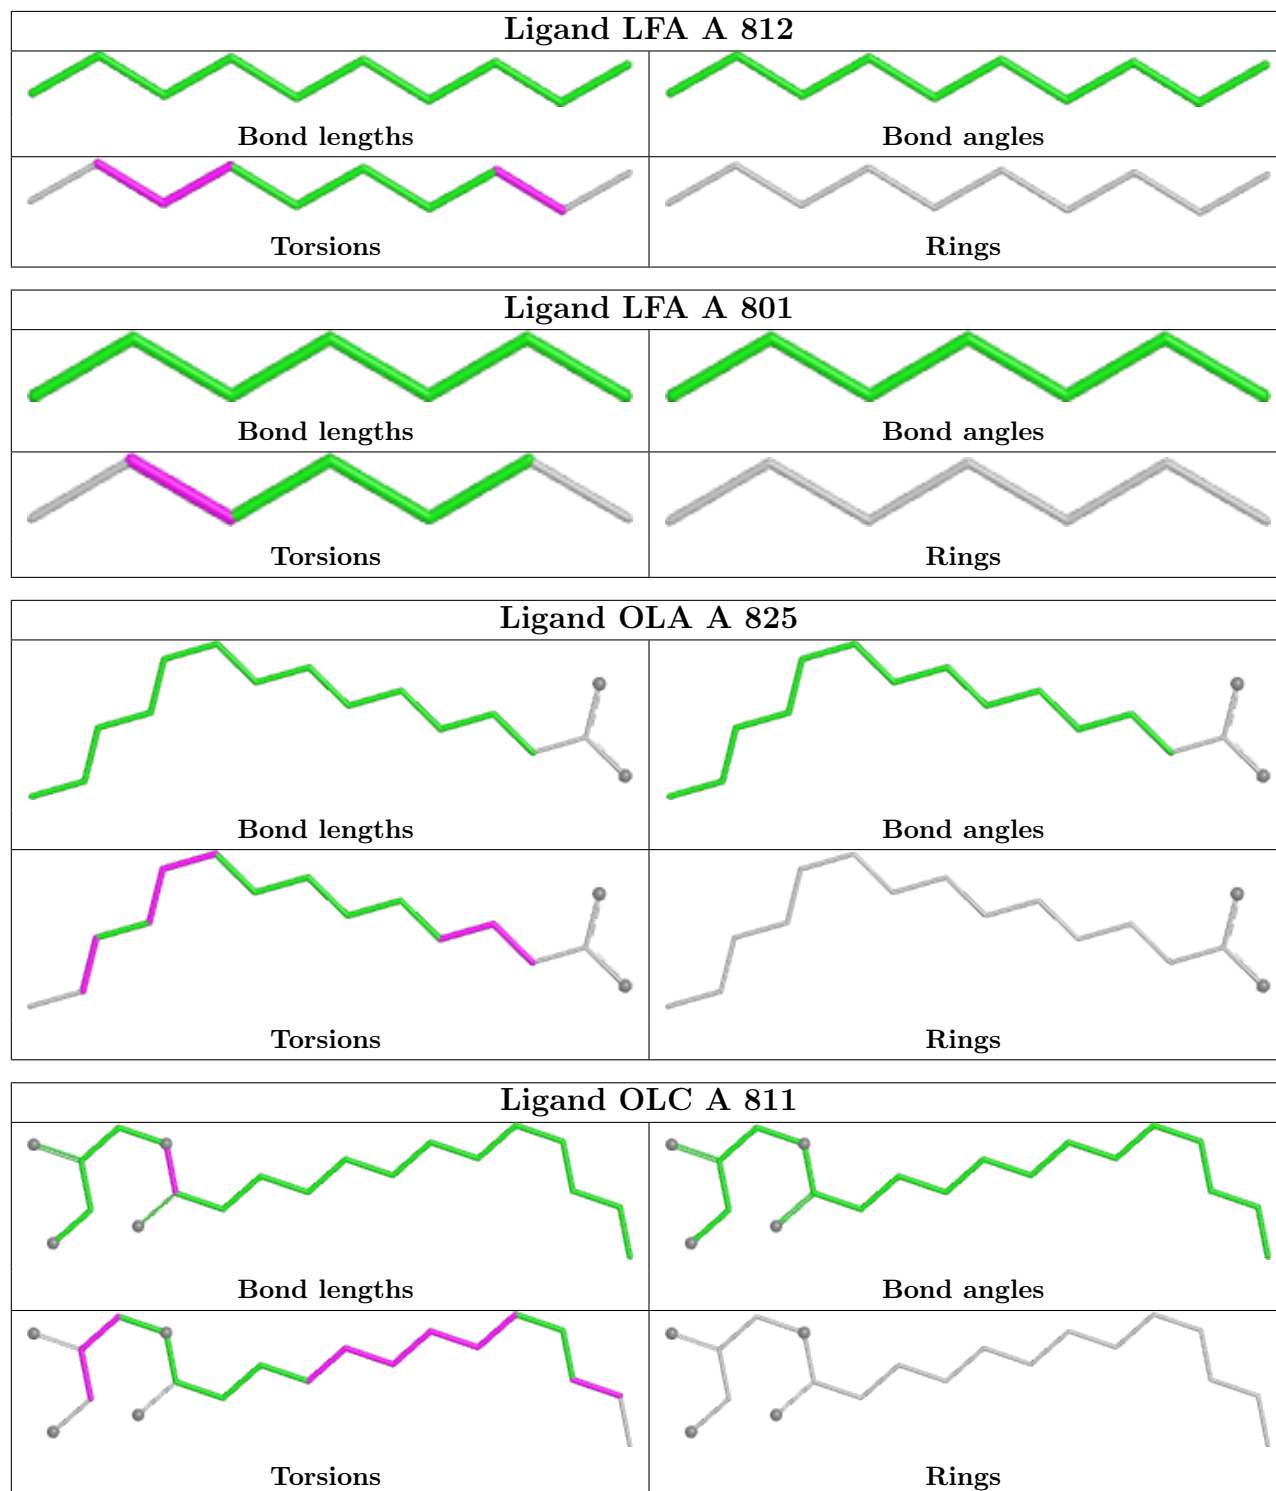 Ligand LFA A 812
Bond lengths
Bond angles
Torsions
Rings
Ligand LFA A 801
Bond lengths
Bond angles
Torsions
Rings
Ligand OLA A 825
Bond lengths
Bond angles
Torsions
Rings
Ligand OLC A 811
Bond lengths
Bond angles
Torsions
Rings